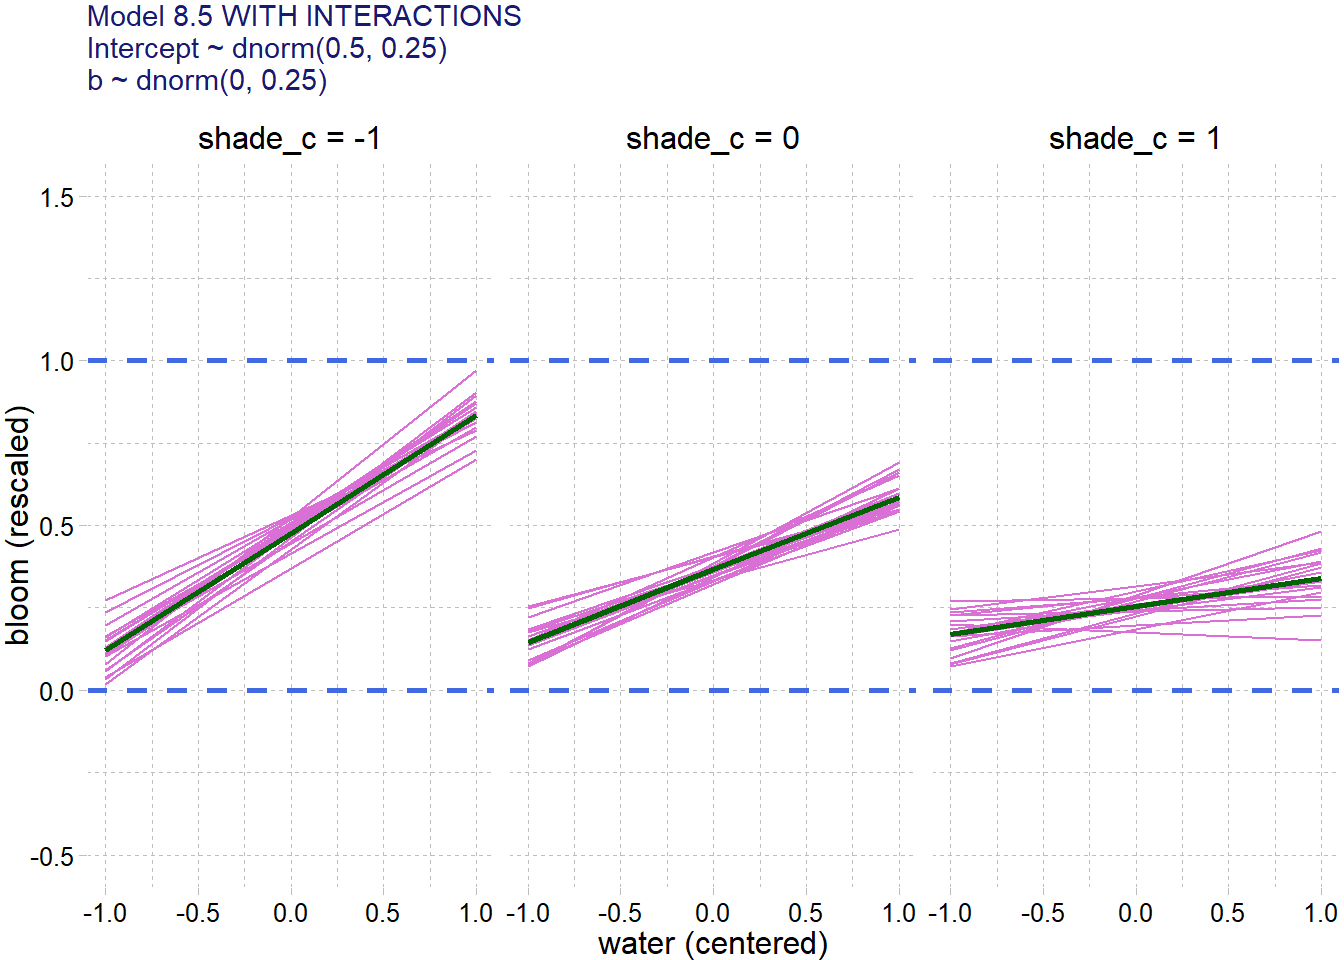 Model 8.5 WITH INTERACTIONS
Intercept ~ dnorm(0.5, 0.25)
b ~ dnorm(0, 0.25)
shade_c = -1 shade_c = 0 shade_c = 1
1.5
1.0
0.5
0.0
-0.5
bloom (rescaled)
-1.0 -0.5 0.0 0.5 1.0 -1.0 -0.5 0.0 0.5 1.0 -1.0 -0.5 0.0 0.5 1.0
water (centered)